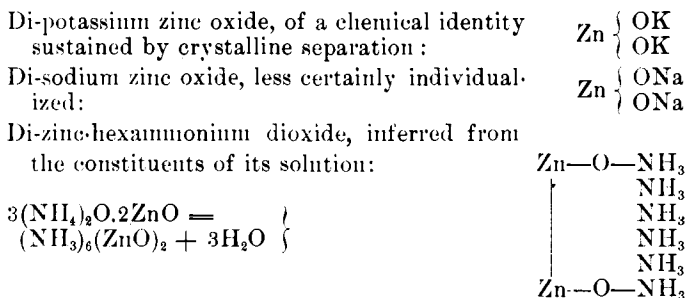 Di-potassium zinc oxide, of a chemical identity
sustained by crystalline separation :
Zn { OK
OK
Di-sodium zinc oxide, less certainly individual-
ized:
Zn { ONa
ONa
Di-zinc-hexammonium dioxide, inferred from
the constituents of its solution:
3(NH₄)₂O.2ZnO =
(NH₃)₆(ZnO)₂ + 3H₂O }
Zn—O—NH₃
NH₃
NH₃
NH₃
NH₃
Zn—O—NH₃